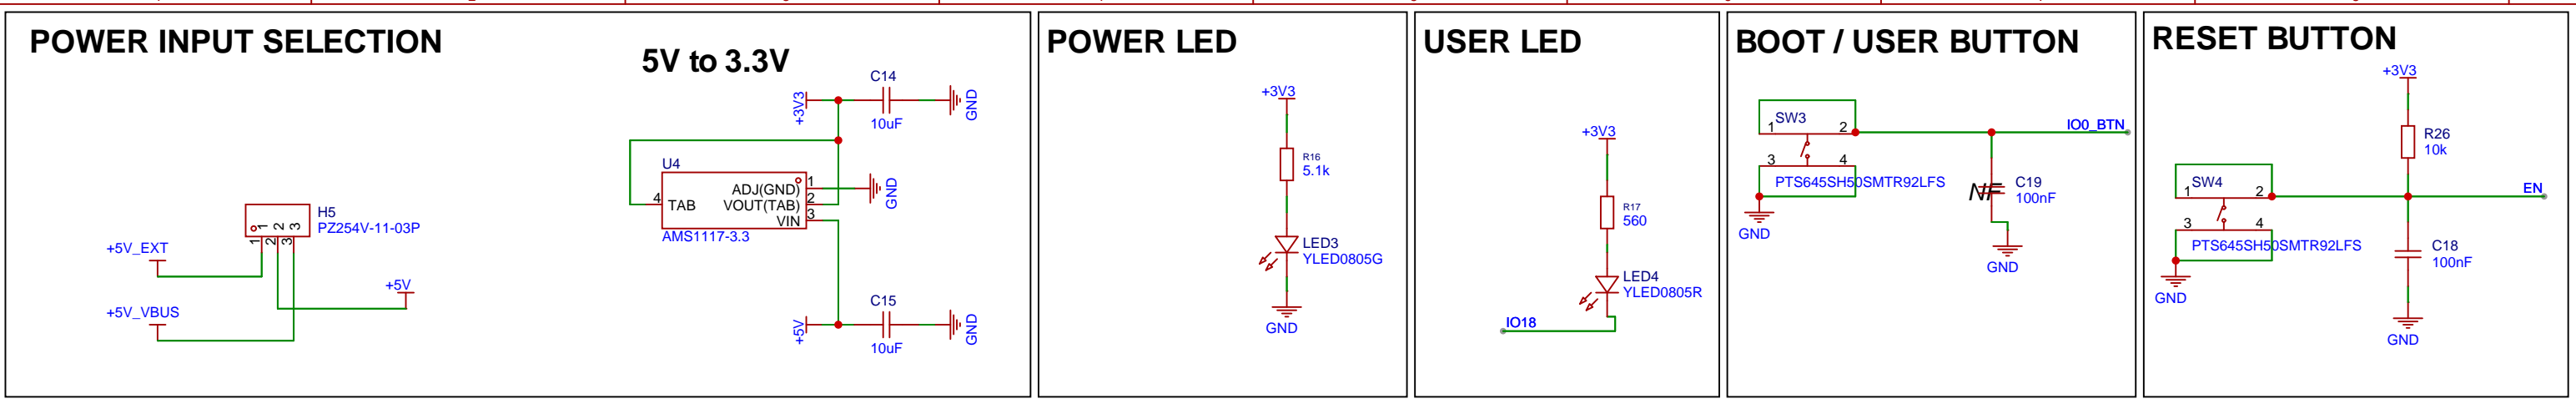 POWER INPUT SELECTION
5V to 3.3V
+3V3
C14
10uF
GND
U4
ADJ(GND)
1
GND
4
TAB
VOUT(TAB)
2
VIN
3
AMS1117-3.3
H5
PZ254V-11-03P
1
2
3
1
2
3
+5V_EXT
+5V
+5V_VBUS
+5V
C15
10uF
GND
POWER LED
+3V3
R16
5.1k
LED3
YLED0805G
GND
USER LED
+3V3
R17
560
LED4
YLED0805R
IO18
BOOT / USER BUTTON
SW3
1
2
IO0_BTN
3
4
PTS645SH50SMTR92LFS
NF
C19
100nF
GND
GND
RESET BUTTON
+3V3
R26
10k
SW4
1
2
EN
3
4
PTS645SH50SMTR92LFS
C18
100nF
GND
GND